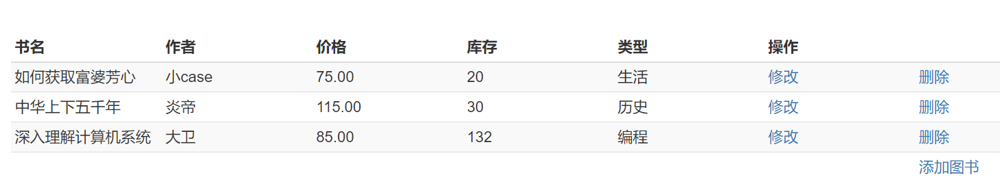 书名 作者 价格 库存 类型 操作
如何获取富婆芳心 小case 75.00 20 生活 修改 删除
中华上下五千年 炎帝 115.00 30 历史 修改 删除
深入理解计算机系统 大卫 85.00 132 编程 修改 删除
添加图书